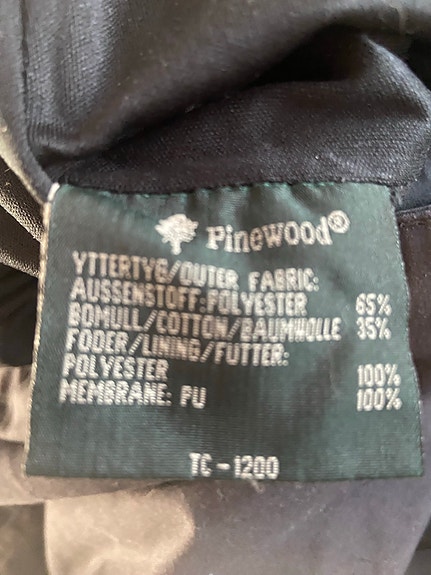 Pinewood®
YTTERTYG/OUTER FABRIC:
AUSSENSTOFF:POLYESTER 65%
BOMULL/COTTON/BAUMWOLLE 35%
FODER/LINING/FUTTER:
POLYESTER 100%
MEMBRANE: PU 100%
TC-1200